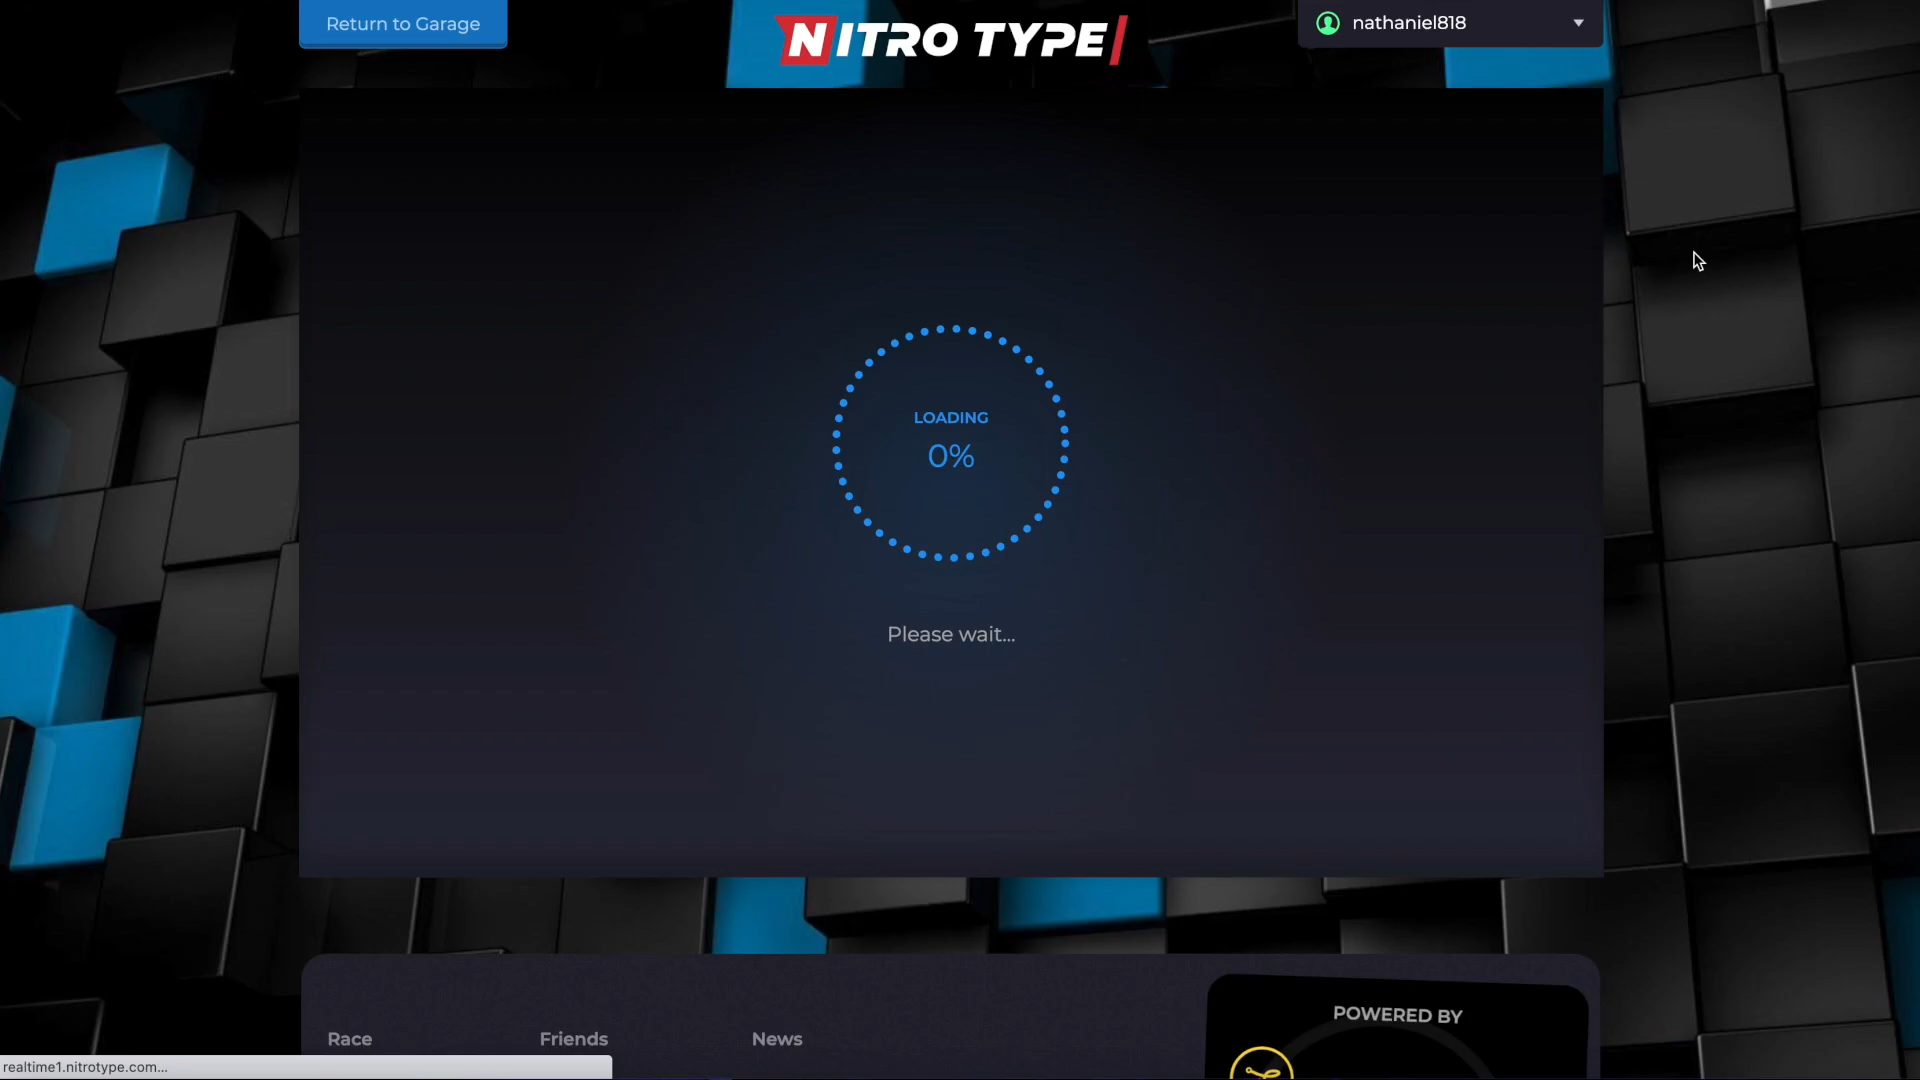 Return to Garage
NITRO TYPE
nathaniel818
LOADING
0%
Please wait...
POWERED BY
Race
Friends
News
realtime1.nitrotype.com...